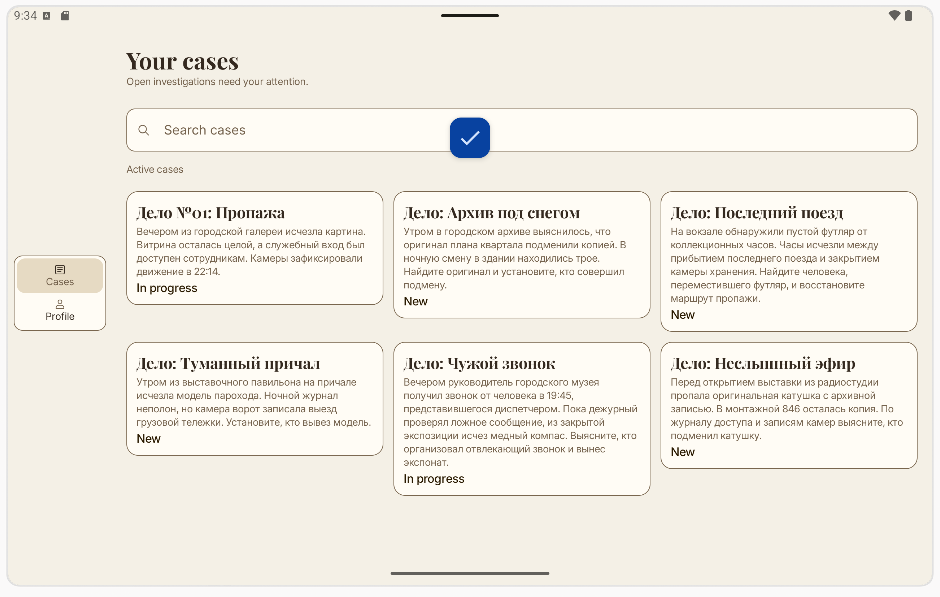 9:34
Your cases
Open investigations need your attention.
Search cases
Active cases
Дело №01: Пропажа
Вечером из городской галереи исчезла картина.
Витрина осталась целой, а служебный вход был
доступен сотрудникам. Камеры зафиксировали
движение в 22:14.
In progress
Дело: Архив под снегом
Утром в городском архиве выяснилось, что
оригинал плана квартала подменили копией. В
ночную смену в здании находились трое.
Найдите оригинал и установите, кто совершил
подмену.
New
Дело: Последний поезд
На вокзале обнаружили пустой футляр от
коллекционных часов. Часы исчезли между
прибытием последнего поезда и закрытием
камеры хранения. Найдите человека,
переместившего футляр, и восстановите
маршрут пропажи.
New
Cases
Profile
Дело: Туманный причал
Утром из выставочного павильона на причале
исчезла модель парохода. Ночной журнал
неполон, но камера ворот записала выезд
грузовой тележки. Установите, кто вывез модель.
New
Дело: Чужой звонок
Вечером руководитель городского музея
получил звонок от человека в 19:45,
представившегося диспетчером. Пока дежурный
проверял ложное сообщение, из закрытой
экспозиции исчез медный компас. Выясните, кто
организовал отвлекающий звонок и вынес
экспонат.
In progress
Дело: Неслышный эфир
Перед открытием выставки из радиостудии
пропала оригинальная катушка с архивной
записью. В монтажной 846 осталась копия. По
журналу доступа и записям камер выясните, кто
подменил катушку.
New